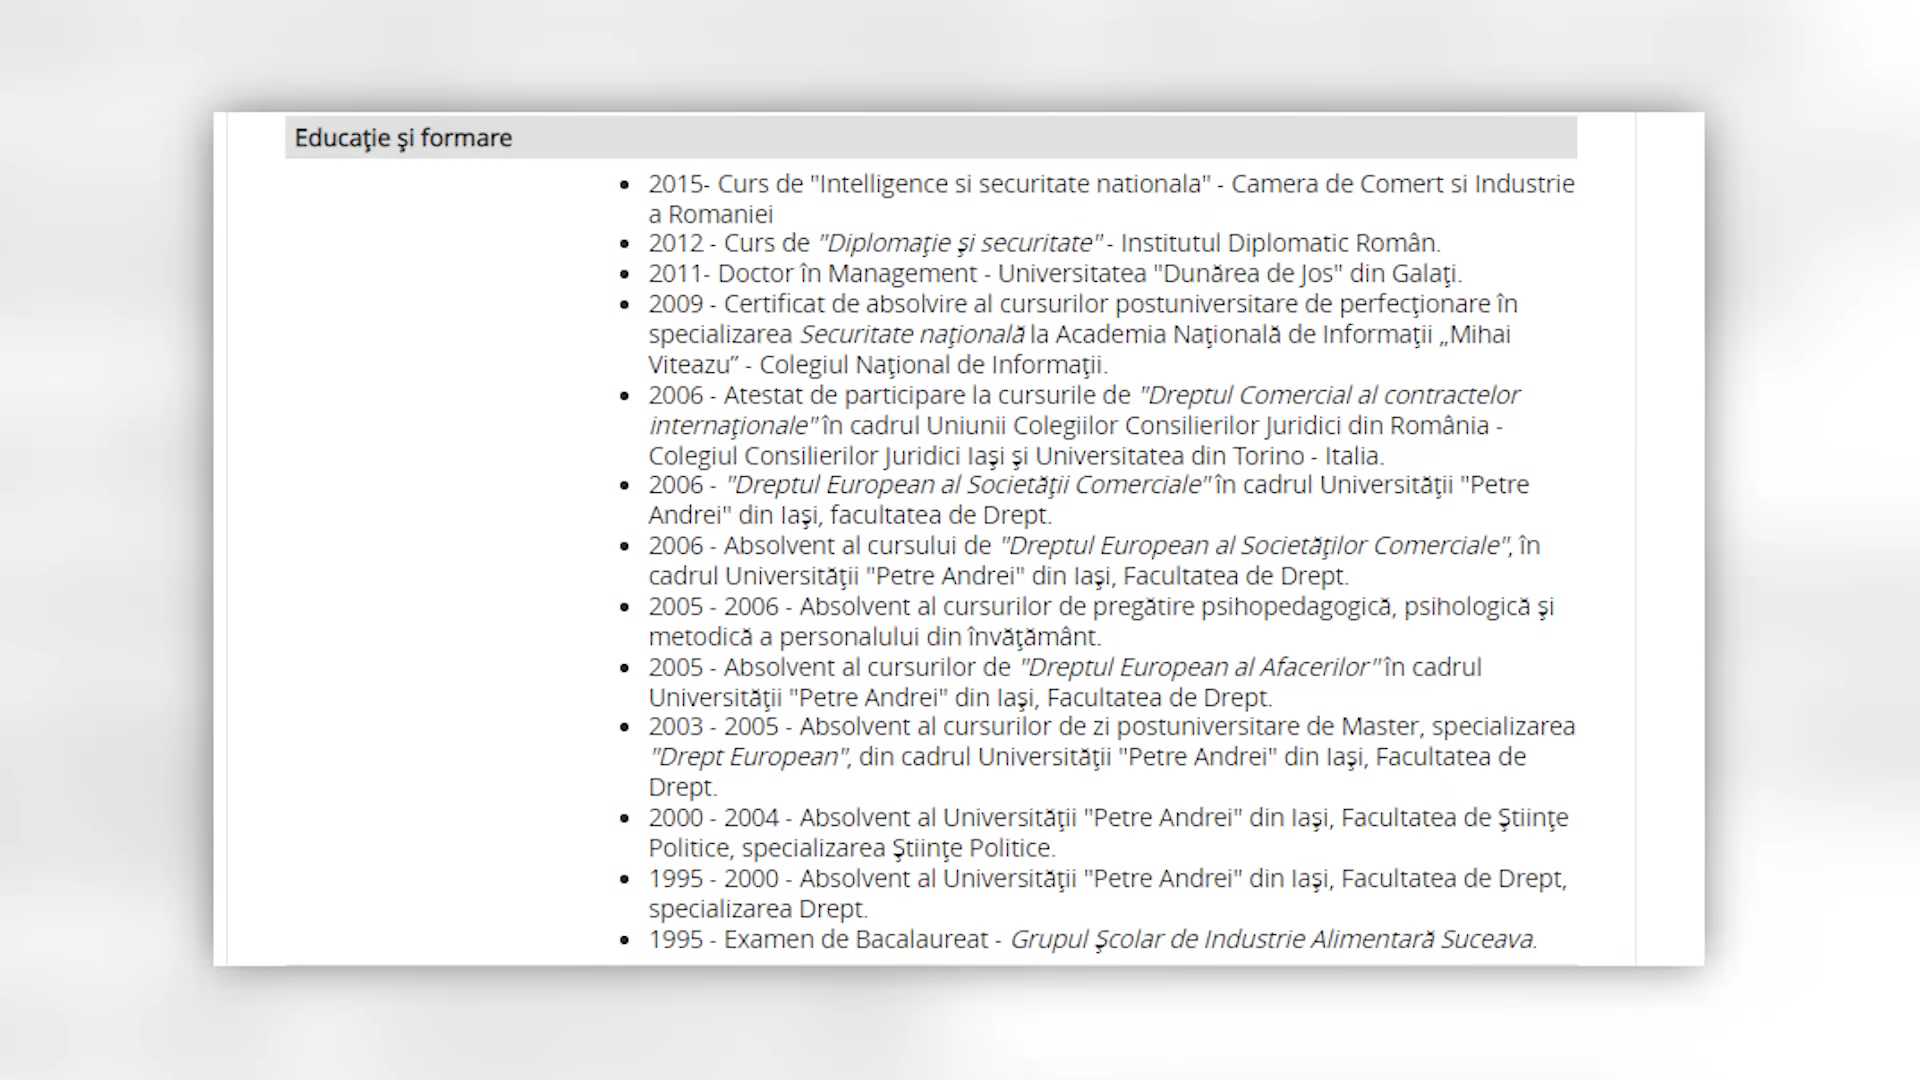 Educaţie şi formare
2015- Curs de "Intelligence si securitate nationala" - Camera de Comert si Industrie
a Romaniei
2012 - Curs de "Diplomaţie şi securitate" - Institutul Diplomatic Român.
2011- Doctor în Management - Universitatea "Dunărea de Jos" din Galaţi.
2009 - Certificat de absolvire al cursurilor postuniversitare de perfecţionare în
specializarea Securitate naţională la Academia Naţională de Informaţii „Mihai
Viteazu” - Colegiul Naţional de Informaţii.
2006 - Atestat de participare la cursurile de "Dreptul Comercial al contractelor
internaţionale" în cadrul Uniunii Colegiilor Consilierilor Juridici din România -
Colegiul Consilierilor Juridici Iaşi şi Universitatea din Torino - Italia.
2006 - "Dreptul European al Societăţii Comerciale" în cadrul Universităţii "Petre
Andrei" din Iaşi, facultatea de Drept.
2006 - Absolvent al cursului de "Dreptul European al Societăţilor Comerciale", în
cadrul Universităţii "Petre Andrei" din Iaşi, Facultatea de Drept.
2005 - 2006 - Absolvent al cursurilor de pregătire psihopedagogică, psihologică şi
metodică a personalului din învăţământ.
2005 - Absolvent al cursurilor de "Dreptul European al Afacerilor" în cadrul
Universităţii "Petre Andrei" din Iaşi, Facultatea de Drept.
2003 - 2005 - Absolvent al cursurilor de zi postuniversitare de Master, specializarea
"Drept European", din cadrul Universităţii "Petre Andrei" din Iaşi, Facultatea de
Drept.
2000 - 2004 - Absolvent al Universităţii "Petre Andrei" din Iaşi, Facultatea de Ştiinţe
Politice, specializarea Ştiinţe Politice.
1995 - 2000 - Absolvent al Universităţii "Petre Andrei" din Iaşi, Facultatea de Drept,
specializarea Drept.
1995 - Examen de Bacalaureat - Grupul Şcolar de Industrie Alimentară Suceava.